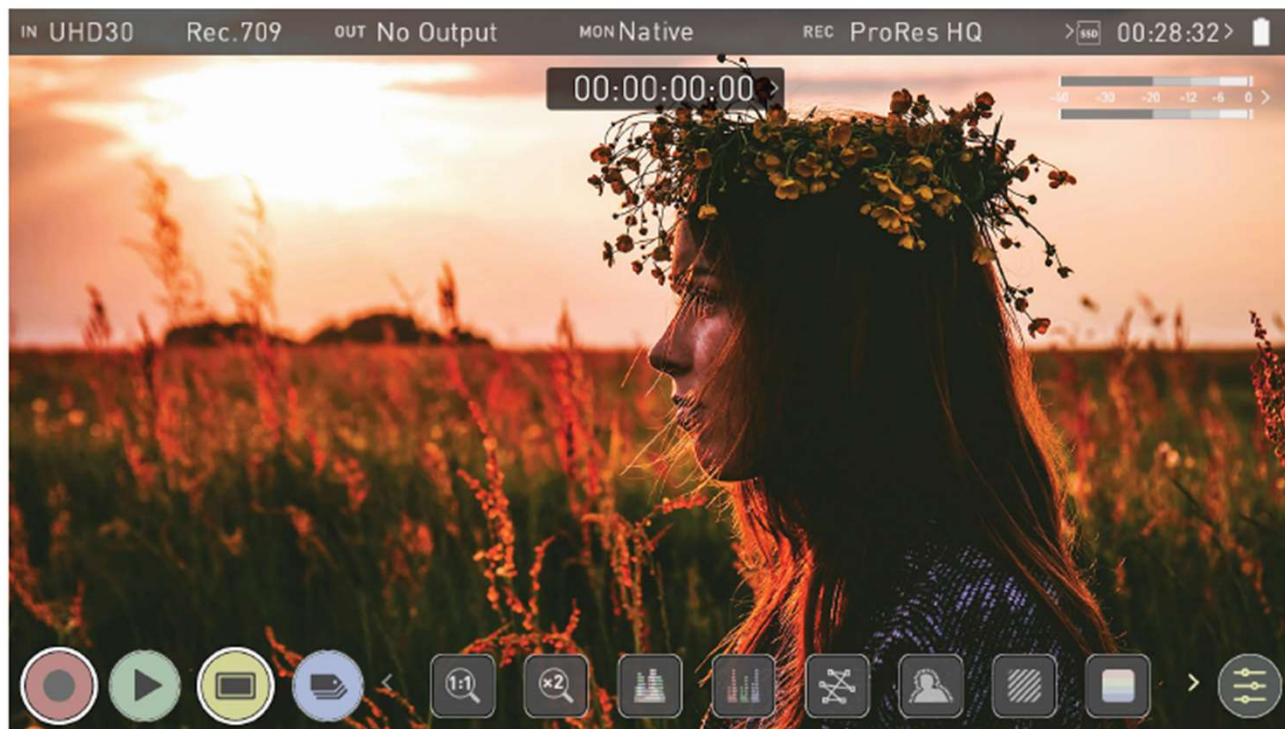 IN UHD30 Rec.709 OUT No Output MON Native REC ProRes HQ SSD 00:28:32
00:00:00:00
-30 -20 -12 -6 0
1:1 ×2